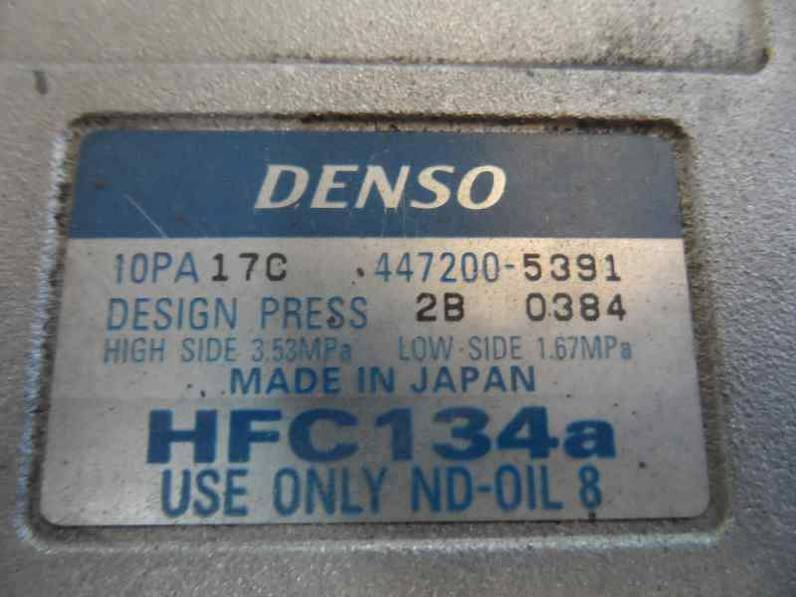 DENSO
10PA17C 447200-5391
DESIGN PRESS 2B 0384
HIGH SIDE 3.53MPa LOW-SIDE 1.67MPa
MADE IN JAPAN
HFC134a
USE ONLY ND-OIL 8